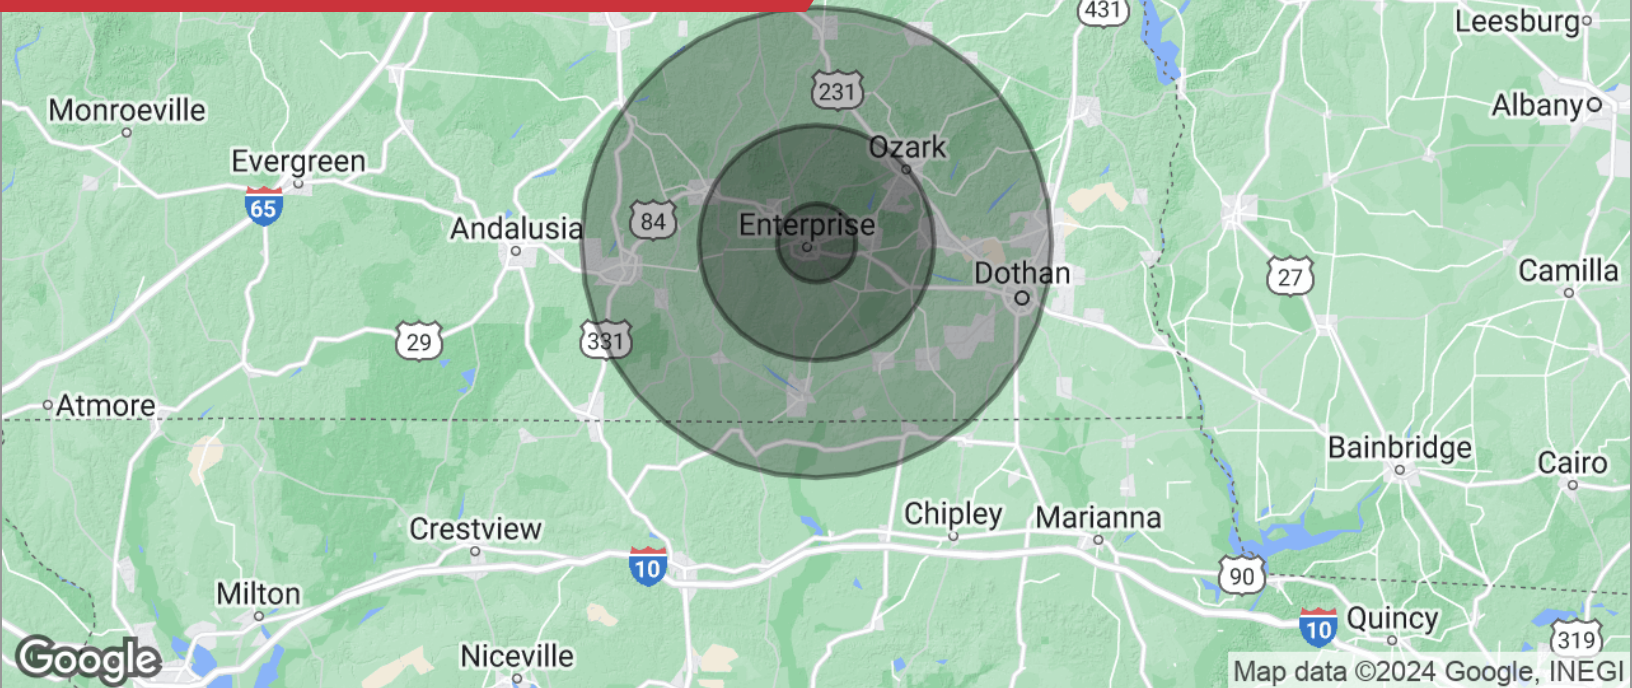 431
Leesburg
231
Albany
Monroeville
Ozark
Evergreen
65
84
Enterprise
Andalusia
Dothan
27
Camilla
29
331
Atmore
Bainbridge
Cairo
Chipley
Marianna
Crestview
10
90
Milton
10
Quincy
319
Google
Niceville
Map data ©2024 Google, INEGI